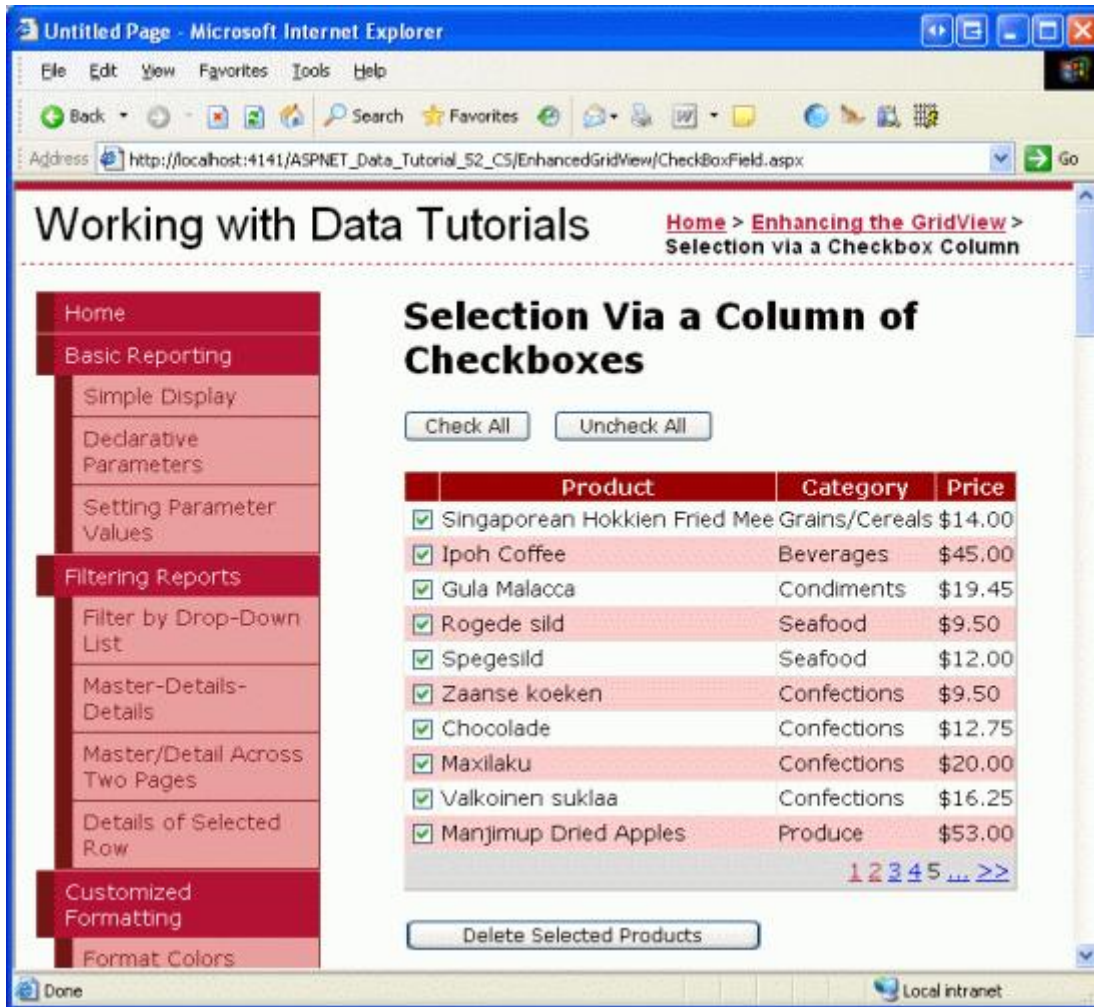 Untitled Page - Microsoft Internet Explorer
File Edit View Favorites Tools Help
Back Search Favorites
Address http://localhost:4141/ASPNET_Data_Tutorial_52_CS/EnhancedGridView/CheckBoxField.aspx Go
Working with Data Tutorials
Home > Enhancing the GridView >
Selection via a Checkbox Column
Home
Basic Reporting
Simple Display
Declarative
Parameters
Setting Parameter
Values
Filtering Reports
Filter by Drop-Down
List
Master-Details-
Details
Master/Detail Across
Two Pages
Details of Selected
Row
Customized
Formatting
Format Colors
Selection Via a Column of
Checkboxes
Check All Uncheck All
Product Category Price
Singaporean Hokkien Fried Mee Grains/Cereals $14.00
Ipoh Coffee Beverages $45.00
Gula Malacca Condiments $19.45
Rogede sild Seafood $9.50
Spegesild Seafood $12.00
Zaanse koeken Confections $9.50
Chocolade Confections $12.75
Maxilaku Confections $20.00
Valkoinen suklaa Confections $16.25
Manjimup Dried Apples Produce $53.00
1 2 3 4 5 ... >>
Delete Selected Products
Done Local intranet